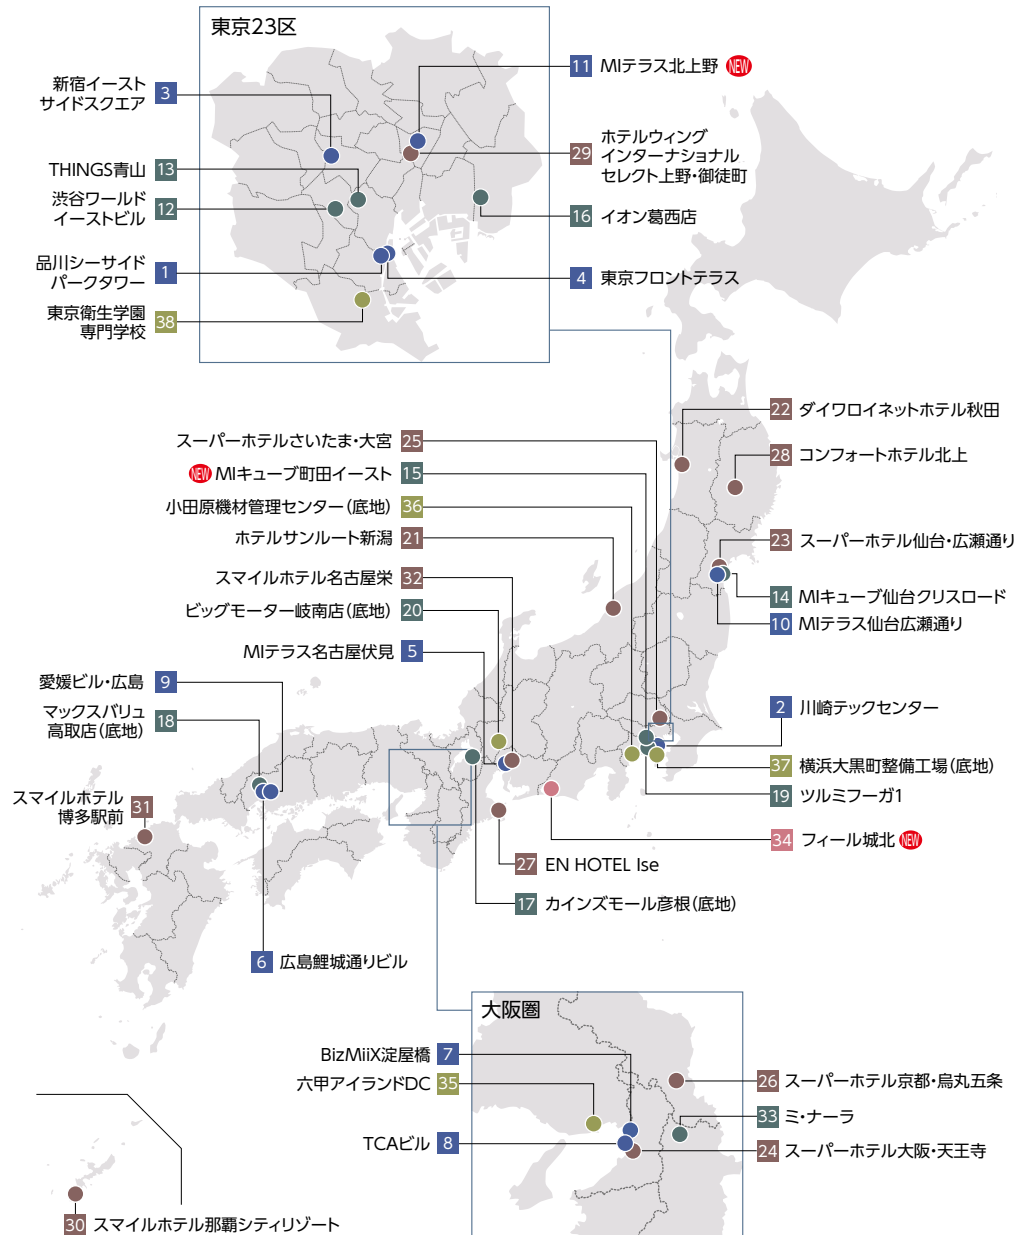 東京23区
新宿イースト
サイドスクエア
3
THINGS青山 13
渋谷ワールド
イーストビル
12
品川シーサイド
パークタワー
1
東京衛生学園
専門学校
38
11 MIテラス北上野 NEW
29
ホテルウィング
インターナショナル
セレクト上野・御徒町
16 イオン葛西店
4 東京フロントテラス
スーパーホテルさいたま・大宮 25
NEW MIキューブ町田イースト 15
小田原機材管理センター(底地) 36
ホテルサンルート新潟 21
スマイルホテル名古屋栄 32
ビッグモーター岐南店(底地) 20
MIテラス名古屋伏見 5
愛媛ビル・広島 9
マックスバリュ
高取店(底地)
18
スマイルホテル
博多駅前
31
22 ダイワロイネットホテル秋田
28 コンフォートホテル北上
23 スーパーホテル仙台・広瀬通り
14 MIキューブ仙台クリスロード
10 MIテラス仙台広瀬通り
2 川崎テックセンター
37 横浜大黒町整備工場(底地)
19 ツルミフーガ1
34 フィール城北 NEW
27 EN HOTEL Ise
17 カインズモール彦根(底地)
6 広島鯉城通りビル
大阪圏
BizMiiX淀屋橋 7
六甲アイランドDC 35
TCAビル 8
26 スーパーホテル京都・烏丸五条
33 ミ・ナーラ
24 スーパーホテル大阪・天王寺
30 スマイルホテル那覇シティリゾート